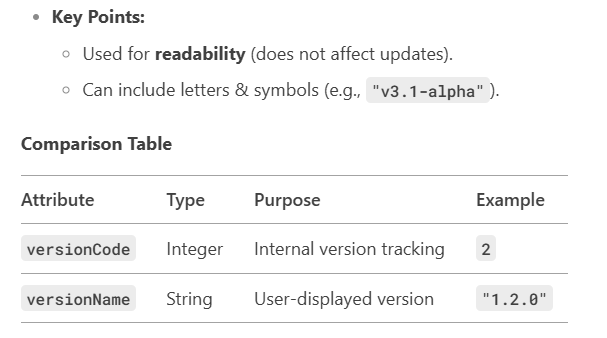 Key Points:
Used for readability (does not affect updates).
Can include letters & symbols (e.g., "v3.1-alpha").
Comparison Table
Attribute Type Purpose Example
versionCode Integer Internal version tracking 2
versionName String User-displayed version "1.2.0"